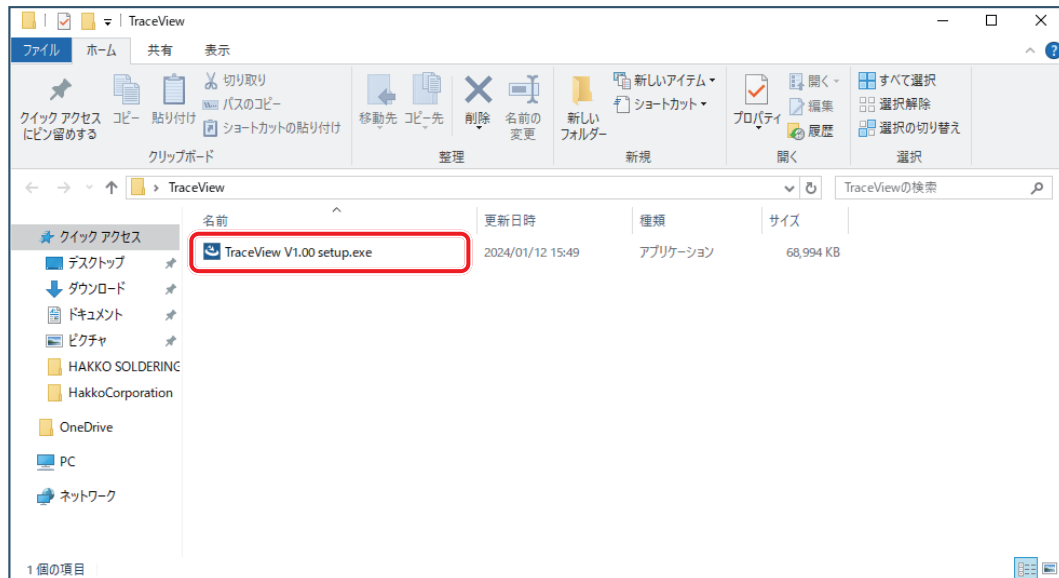 TraceView
ファイル ホーム 共有 表示
クイック アクセス
にピン留めする
コピー
貼り付け
切り取り
パスのコピー
ショートカットの貼り付け
クリップボード
移動先
コピー先
削除
名前の
変更
整理
新しい
フォルダー
新しいアイテム
ショートカット
新規
プロパティ
開く
編集
履歴
開く
すべて選択
選択解除
選択の切り替え
選択
TraceView
TraceViewの検索
名前 更新日時 種類 サイズ
TraceView V1.00 setup.exe 2024/01/12 15:49 アプリケーション 68,994 KB
クイック アクセス
デスクトップ
ダウンロード
ドキュメント
ピクチャ
HAKKO SOLDERING
HakkoCorporation
OneDrive
PC
ネットワーク
1 個の項目